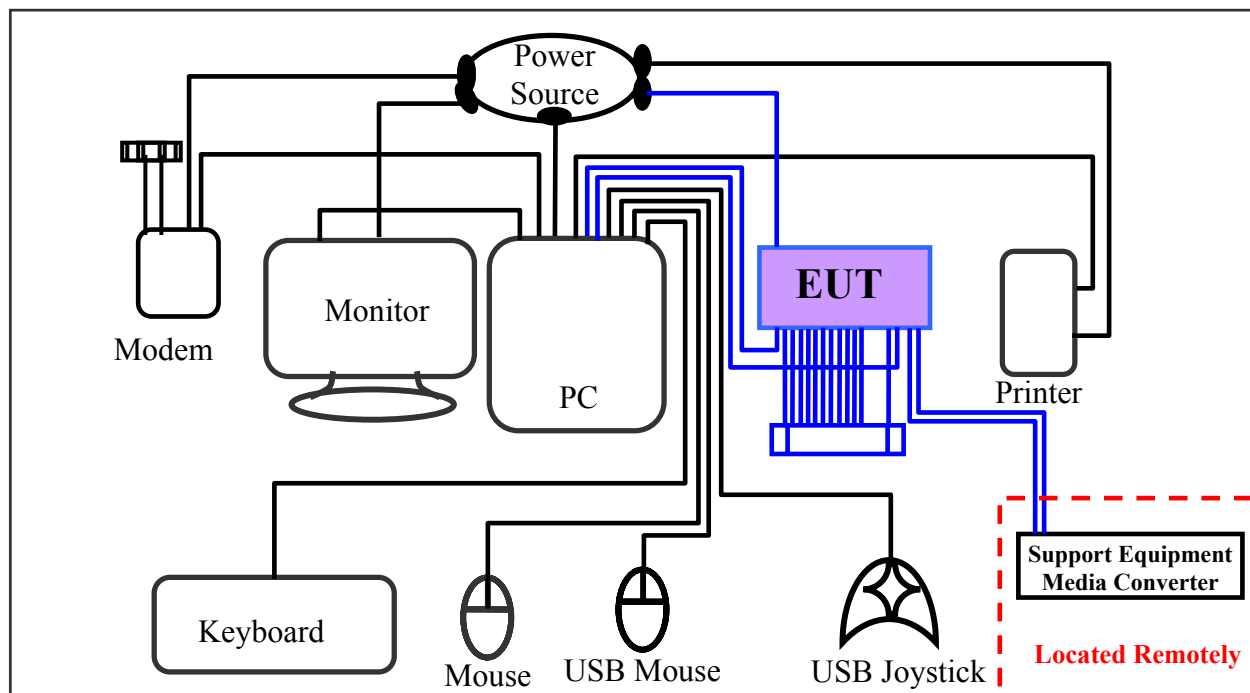 Power
Source
EUT
Monitor
Modem
PC
Printer
Support Equipment
Media Converter
Keyboard
Mouse
USB Mouse
USB Joystick
Located Remotely